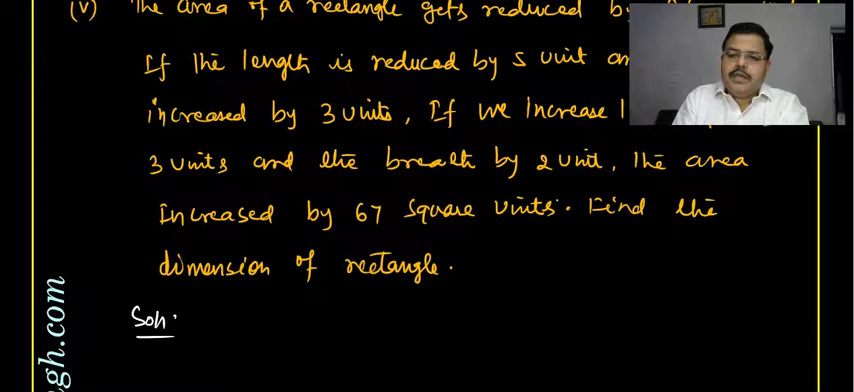 (v) The area of a rectangle gets reduced by
If the length is reduced by 5 unit
increased by 3 units, If we increase
3 units and the breath by 2 unit, The area
increased by 67 square units. Find the
dimension of rectangle.
Soln.
gh.com